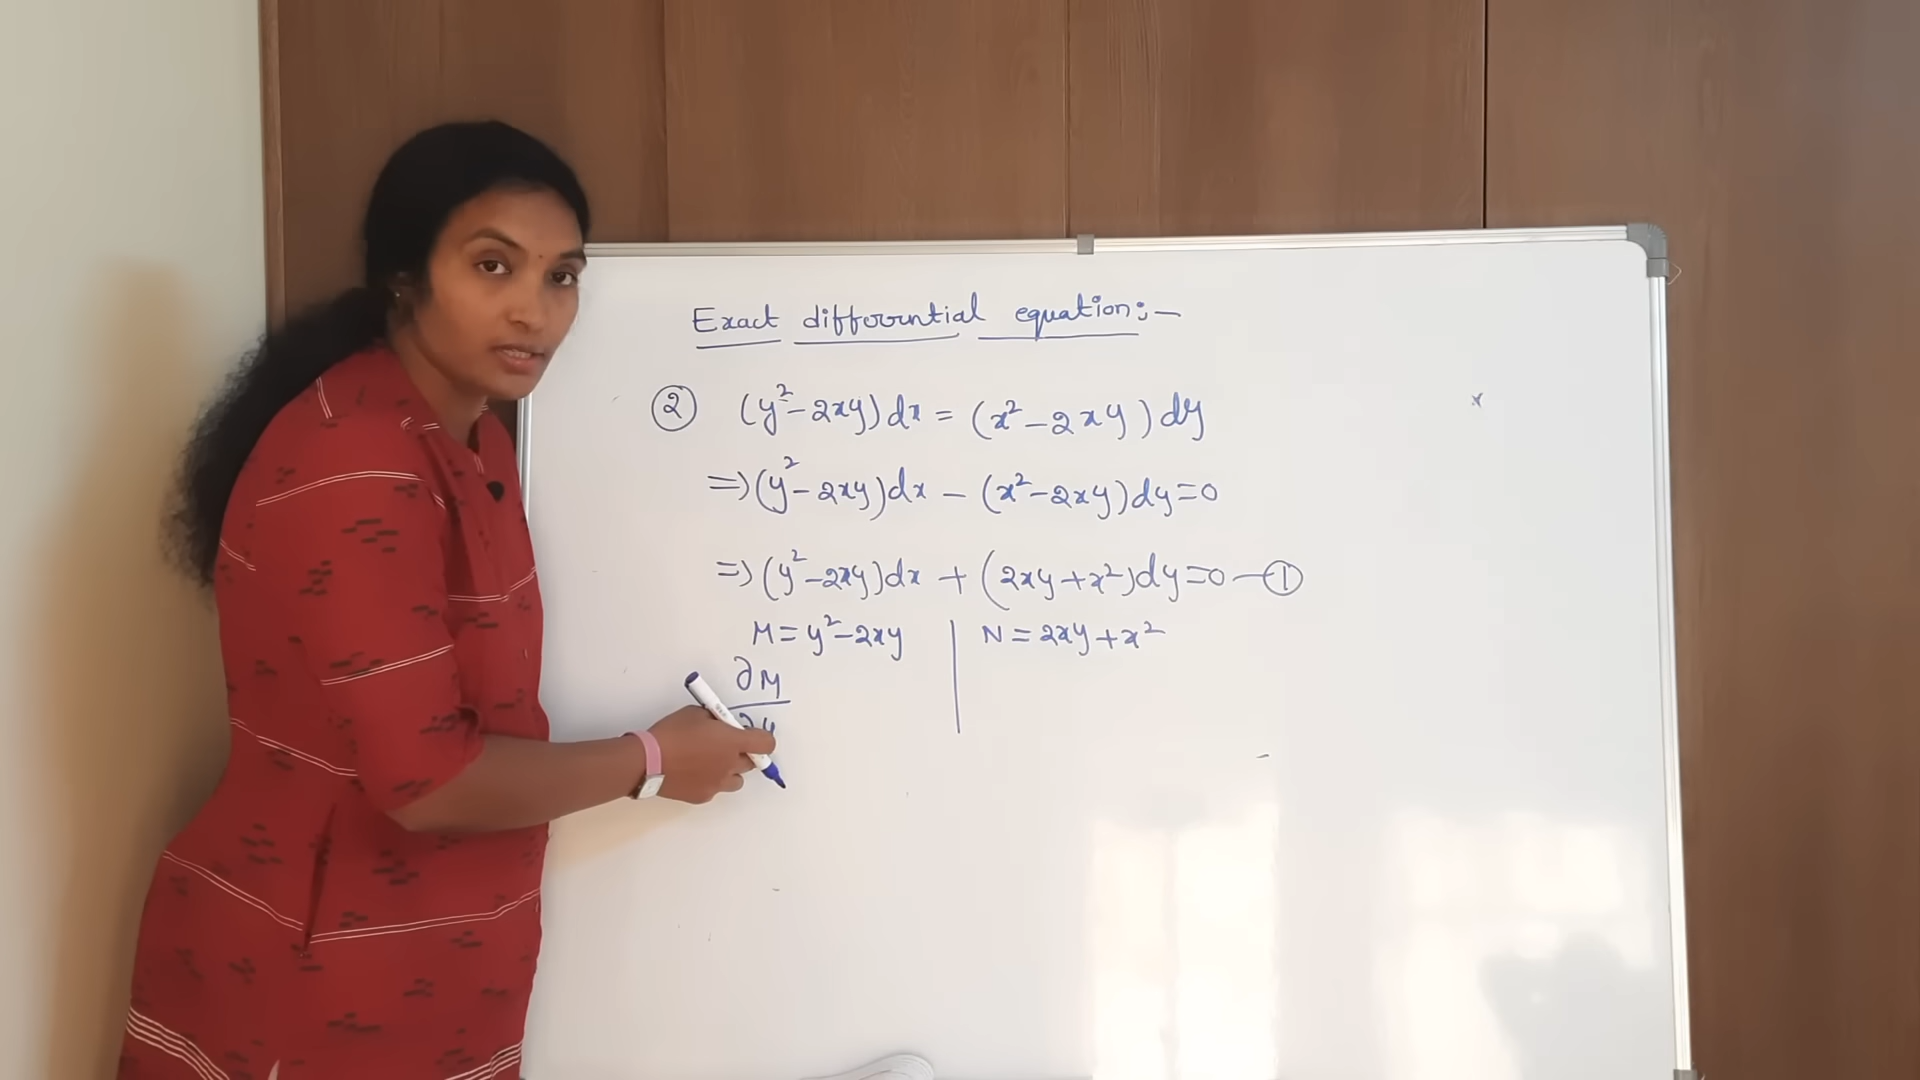 Exact differential equation:-
② (y²-2xy)dx = (x²-2xy)dy
=> (y²-2xy)dx - (x²-2xy)dy=0
=> (y²-2xy)dx + (2xy+x²)dy=0 -①
M = y²-2xy | N = 2xy+x²
∂M
∂y